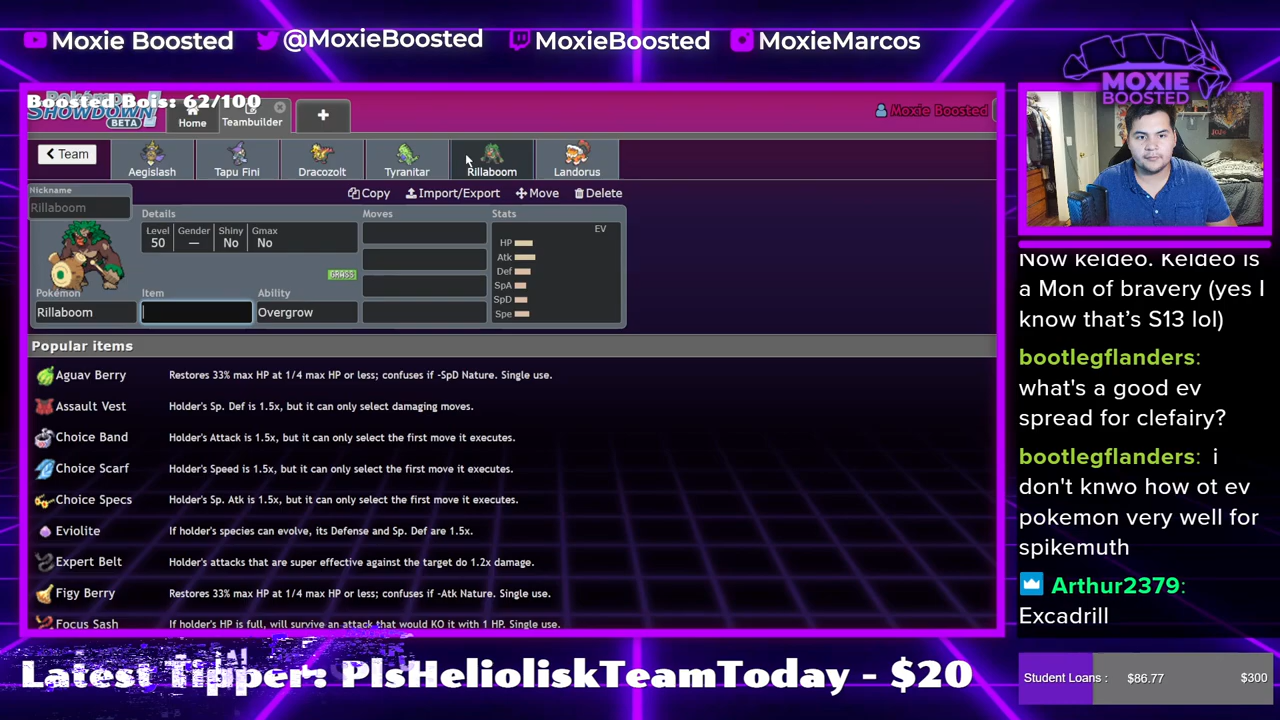 Moxie Boosted
@MoxieBoosted
MoxieBoosted
MoxieMarcos
MOXIE
BOOSTED
Boosted Bois: 62/100
SHOWDOWN
BETA
Home
Teambuilder
+
Moxie Boosted
Team
Aegislash
Tapu Fini
Dracozolt
Tyranitar
Rillaboom
Landorus
Copy
Import/Export
Move
Delete
Nickname
Rillaboom
Details
Level
50
Gender
—
Shiny
No
Gmax
No
GRASS
Pokémon
Rillaboom
Item
Ability
Overgrow
Moves
Stats
EV
HP
Atk
Def
SpA
SpD
Spe
Popular items
Aguav Berry Restores 33% max HP at 1/4 max HP or less; confuses if -SpD Nature. Single use.
Assault Vest Holder's Sp. Def is 1.5x, but it can only select damaging moves.
Choice Band Holder's Attack is 1.5x, but it can only select the first move it executes.
Choice Scarf Holder's Speed is 1.5x, but it can only select the first move it executes.
Choice Specs Holder's Sp. Atk is 1.5x, but it can only select the first move it executes.
Eviolite If holder's species can evolve, its Defense and Sp. Def are 1.5x.
Expert Belt Holder's attacks that are super effective against the target do 1.2x damage.
Figy Berry Restores 33% max HP at 1/4 max HP or less; confuses if -Atk Nature. Single use.
Focus Sash If holder's HP is full, will survive an attack that would KO it with 1 HP. Single use.
Now keldeo. Keldeo is
a Mon of bravery (yes I
know that's S13 lol)
bootlegflanders:
what's a good ev
spread for clefairy?
bootlegflanders: i
don't knwo how ot ev
pokemon very well for
spikemuth
Arthur2379:
Excadrill
Latest Tipper: PlsHelioliskTeamToday - $20
Student Loans : $86.77 $300